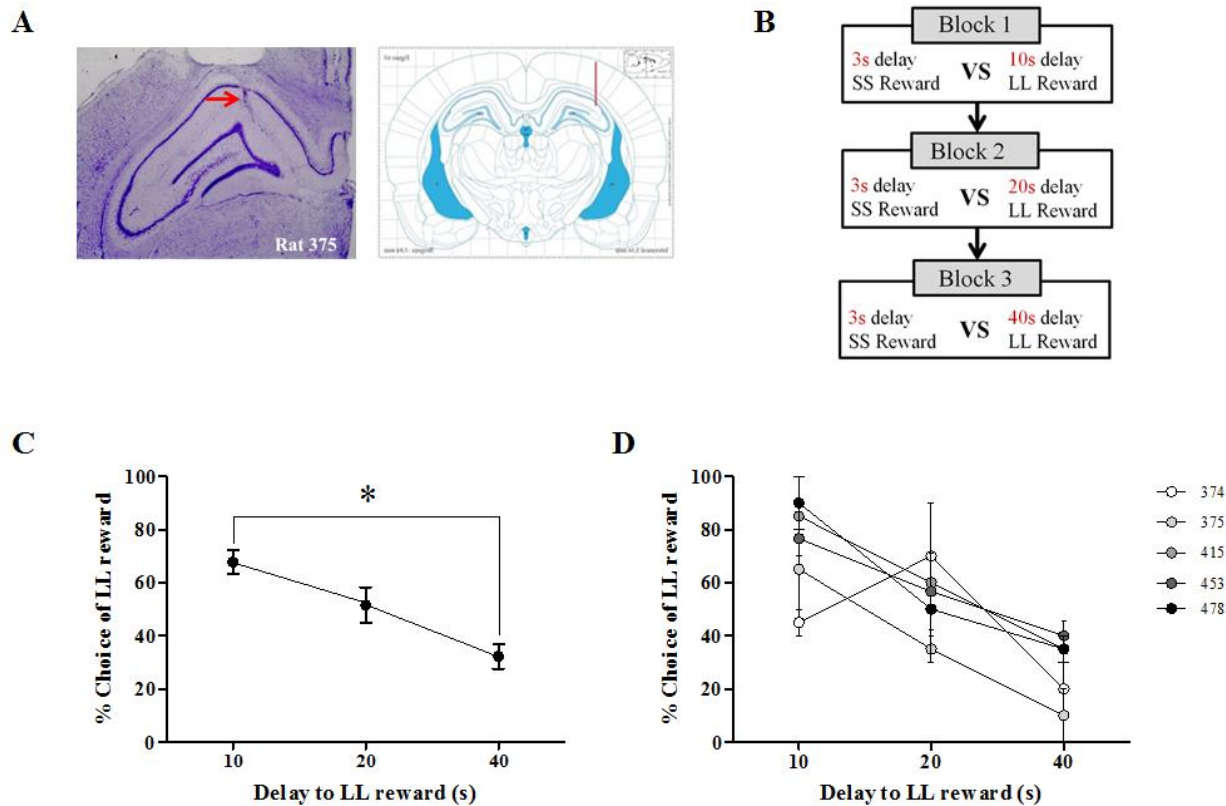 A
Rat 375
B
Block 1
3s delay
SS Reward
VS
10s delay
LL Reward
Block 2
3s delay
SS Reward
VS
20s delay
LL Reward
Block 3
3s delay
SS Reward
VS
40s delay
LL Reward
C
% Choice of LL reward
100
80
60
40
20
0
*
10
20
40
Delay to LL reward (s)
D
% Choice of LL reward
100
80
60
40
20
0
10
20
40
Delay to LL reward (s)
374
375
415
453
478